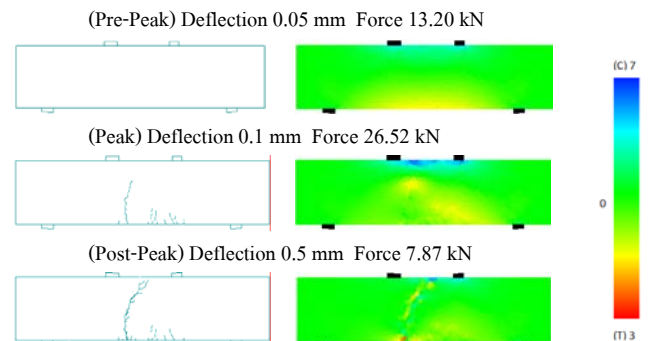 (Pre-Peak) Deflection 0.05 mm Force 13.20 kN
(C) 7
(Peak) Deflection 0.1 mm Force 26.52 kN
0
(Post-Peak) Deflection 0.5 mm Force 7.87 kN
(T) 3